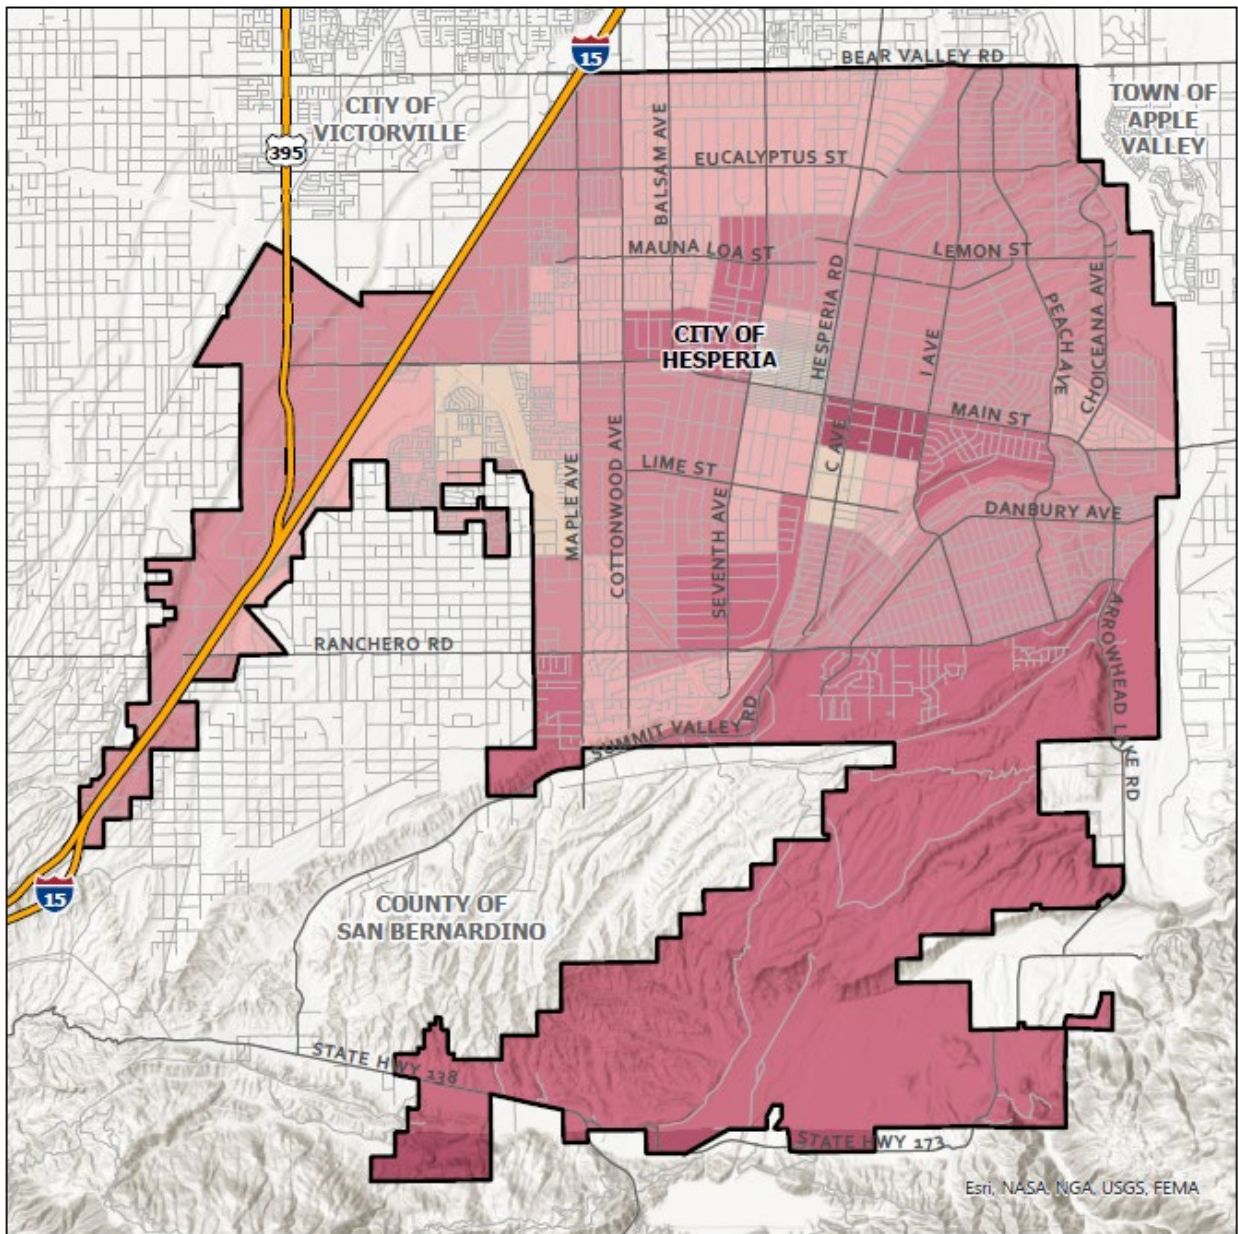 15
BEAR VALLEY RD
CITY OF
VICTORVILLE
TOWN OF
APPLE
VALLEY
395
BALSAM AVE
EUCALYPTUS ST
MAUNA LOA ST
LEMON ST
HESPERIA RD
PEACH AVE
CHOICEANA AVE
CITY OF
HESPERIA
I AVE
MAIN ST
C AVE
MAPLE AVE
COTTONWOOD AVE
LIME ST
SEVENTH AVE
DANBURY AVE
RANCHERO RD
ARROWHEAD LAKE RD
SUMMIT VALLEY RD
15
COUNTY OF
SAN BERNARDINO
STATE HWY 138
STATE HWY 173
Esri, NASA, NGA, USGS, FEMA